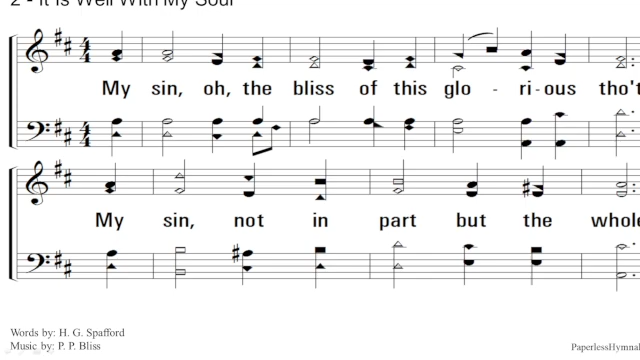 2 - It Is Well With My Soul
My sin, oh, the bliss of this glo - ri - ous tho't
My sin, not in part but the whole
Words by: H. G. Spafford
Music by: P. P. Bliss
PaperlessHymnal